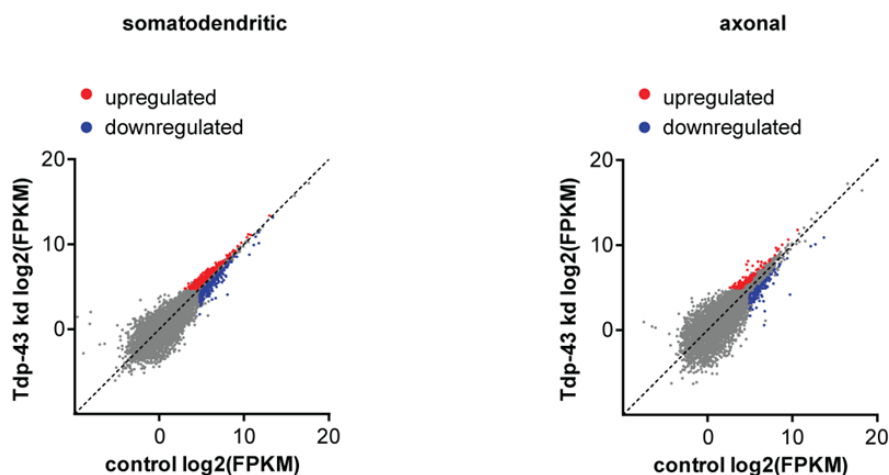 somatodendritic
upregulated
downregulated
20
10
0
Tdp-43 kd log2(FPKM)
0 10 20
control log2(FPKM)
axonal
upregulated
downregulated
20
10
0
Tdp-43 kd log2(FPKM)
0 10 20
control log2(FPKM)